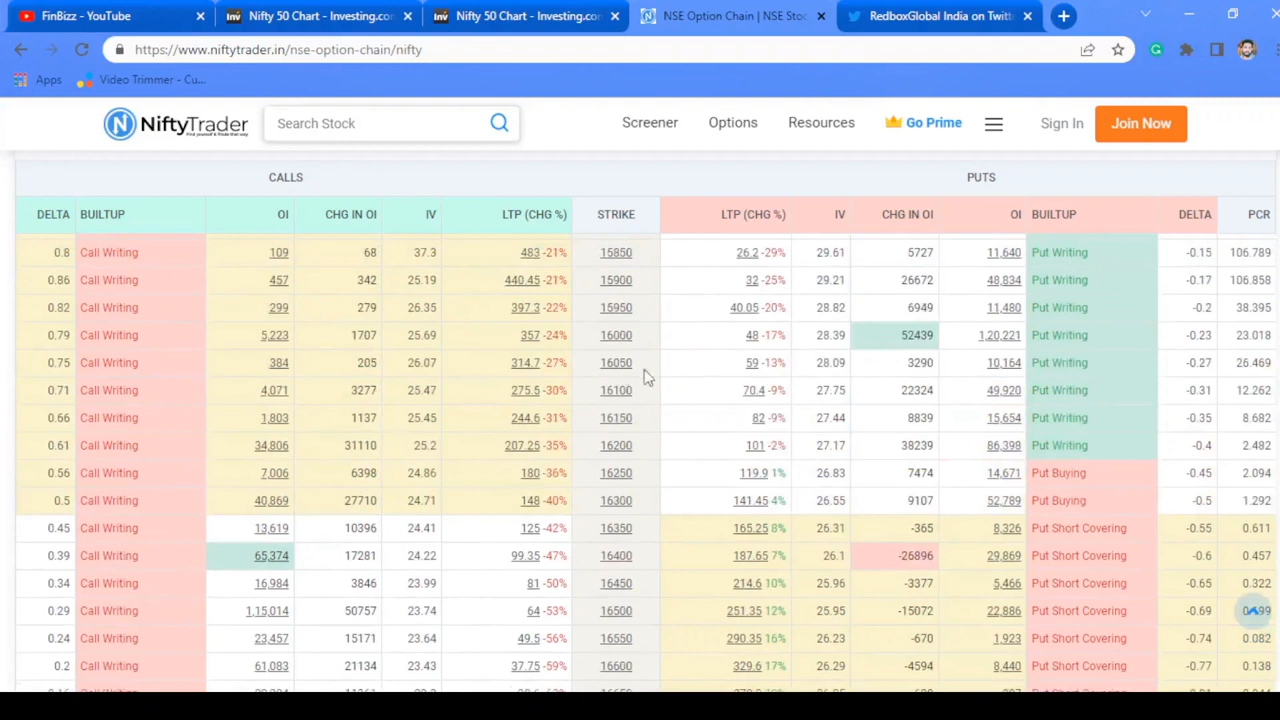 FinBizz - YouTube × Nifty 50 Chart - Investing.con × Nifty 50 Chart - Investing.con × NSE Option Chain | NSE Stoc × RedboxGlobal India on Twitt × +
https://www.niftytrader.in/nse-option-chain/nifty
Apps Video Trimmer - Cu...
NiftyTrader Search Stock Screener Options Resources Go Prime Sign In Join Now
CALLS PUTS
DELTA BUILTUP OI CHG IN OI IV LTP (CHG %) STRIKE LTP (CHG %) IV CHG IN OI OI BUILTUP DELTA PCR
0.8 Call Writing 109 68 37.3 483 -21% 15850 26.2 -29% 29.61 5727 11,640 Put Writing -0.15 106.789
0.86 Call Writing 457 342 25.19 440.45 -21% 15900 32 -25% 29.21 26672 48,834 Put Writing -0.17 106.858
0.82 Call Writing 299 279 26.35 397.3 -22% 15950 40.05 -20% 28.82 6949 11,480 Put Writing -0.2 38.395
0.79 Call Writing 5,223 1707 25.69 357 -24% 16000 48 -17% 28.39 52439 1,20,221 Put Writing -0.23 23.018
0.75 Call Writing 384 205 26.07 314.7 -27% 16050 59 -13% 28.09 3290 10,164 Put Writing -0.27 26.469
0.71 Call Writing 4,071 3277 25.47 275.5 -30% 16100 70.4 -9% 27.75 22324 49,920 Put Writing -0.31 12.262
0.66 Call Writing 1,803 1137 25.45 244.6 -31% 16150 82 -9% 27.44 8839 15,654 Put Writing -0.35 8.682
0.61 Call Writing 34,806 31110 25.2 207.25 -35% 16200 101 -2% 27.17 38239 86,398 Put Writing -0.4 2.482
0.56 Call Writing 7,006 6398 24.86 180 -36% 16250 119.9 1% 26.83 7474 14,671 Put Buying -0.45 2.094
0.5 Call Writing 40,869 27710 24.71 148 -40% 16300 141.45 4% 26.55 9107 52,789 Put Buying -0.5 1.292
0.45 Call Writing 13,619 10396 24.41 125 -42% 16350 165.25 8% 26.31 -365 8,326 Put Short Covering -0.55 0.611
0.39 Call Writing 65,374 17281 24.22 99.35 -47% 16400 187.65 7% 26.1 -26896 29,869 Put Short Covering -0.6 0.457
0.34 Call Writing 16,984 3846 23.99 81 -50% 16450 214.6 10% 25.96 -3377 5,466 Put Short Covering -0.65 0.322
0.29 Call Writing 1,15,014 50757 23.74 64 -53% 16500 251.35 12% 25.95 -15072 22,886 Put Short Covering -0.69
0.24 Call Writing 23,457 15171 23.64 49.5 -56% 16550 290.35 16% 26.23 -670 1,923 Put Short Covering -0.74 0.082
0.2 Call Writing 61,083 21134 23.43 37.75 -59% 16600 329.6 17% 26.29 -4594 8,440 Put Short Covering -0.77 0.138